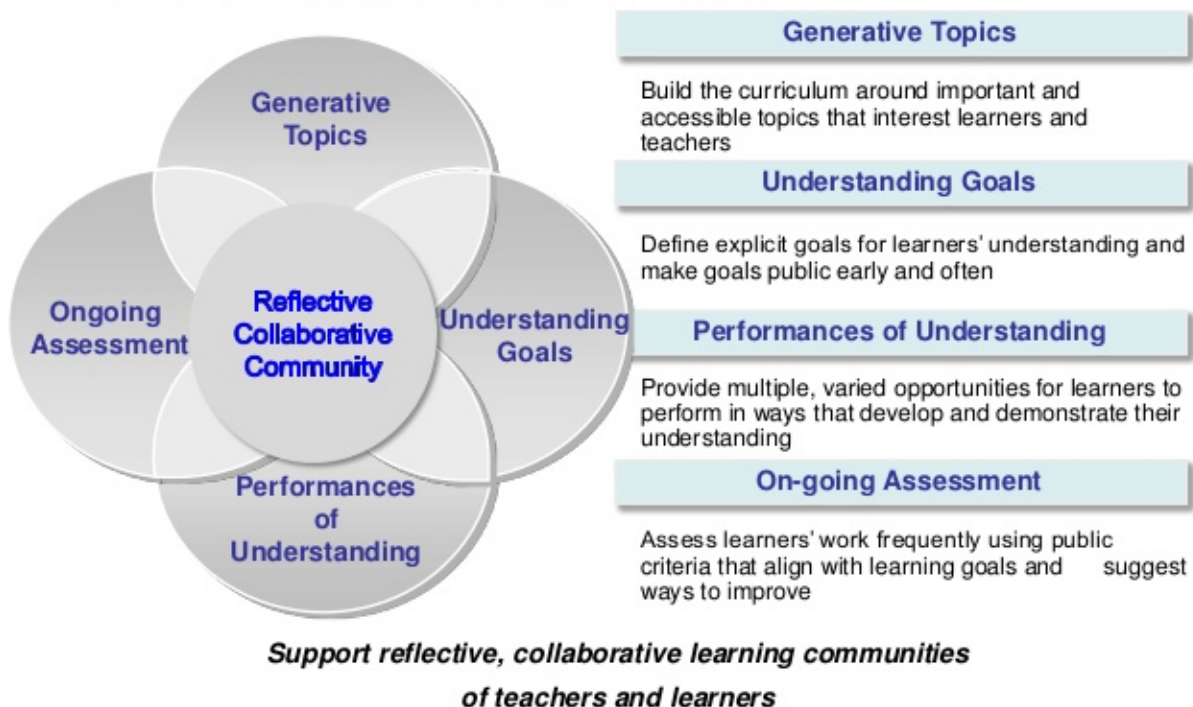 Generative
Topics
Ongoing
Assessment
Reflective
Collaborative
Community
Understanding
Goals
Performances
of
Understanding
Generative Topics
Build the curriculum around important and
accessible topics that interest learners and
teachers
Understanding Goals
Define explicit goals for learners' understanding and
make goals public early and often
Performances of Understanding
Provide multiple, varied opportunities for learners to
perform in ways that develop and demonstrate their
understanding
On-going Assessment
Assess learners' work frequently using public
criteria that align with learning goals and suggest
ways to improve
Support reflective, collaborative learning communities
of teachers and learners